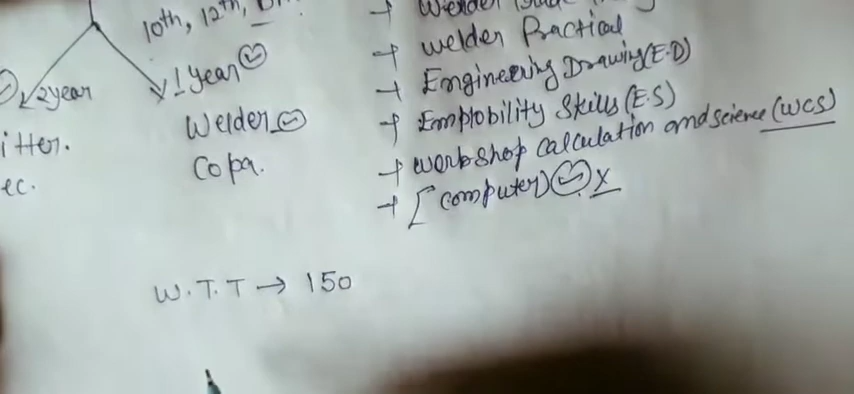 10th, 12th,
2year
1 year
Welder
Copa.
itter.
ec.
+ welder Practical
+ Engineering Drawing (E.D)
+ Emplobility Skills (E.S)
+ workshop calculation and science (WCS)
+ [computer) x
W.T.T → 150